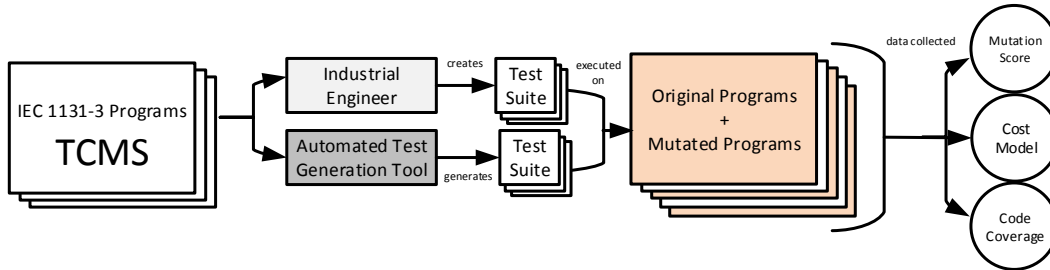 IEC 1131-3 Programs
TCMS
Industrial
Engineer
Automated Test
Generation Tool
creates
generates
Test
Suite
Test
Suite
executed
on
Original Programs
+
Mutated Programs
data collected
Mutation
Score
Cost
Model
Code
Coverage